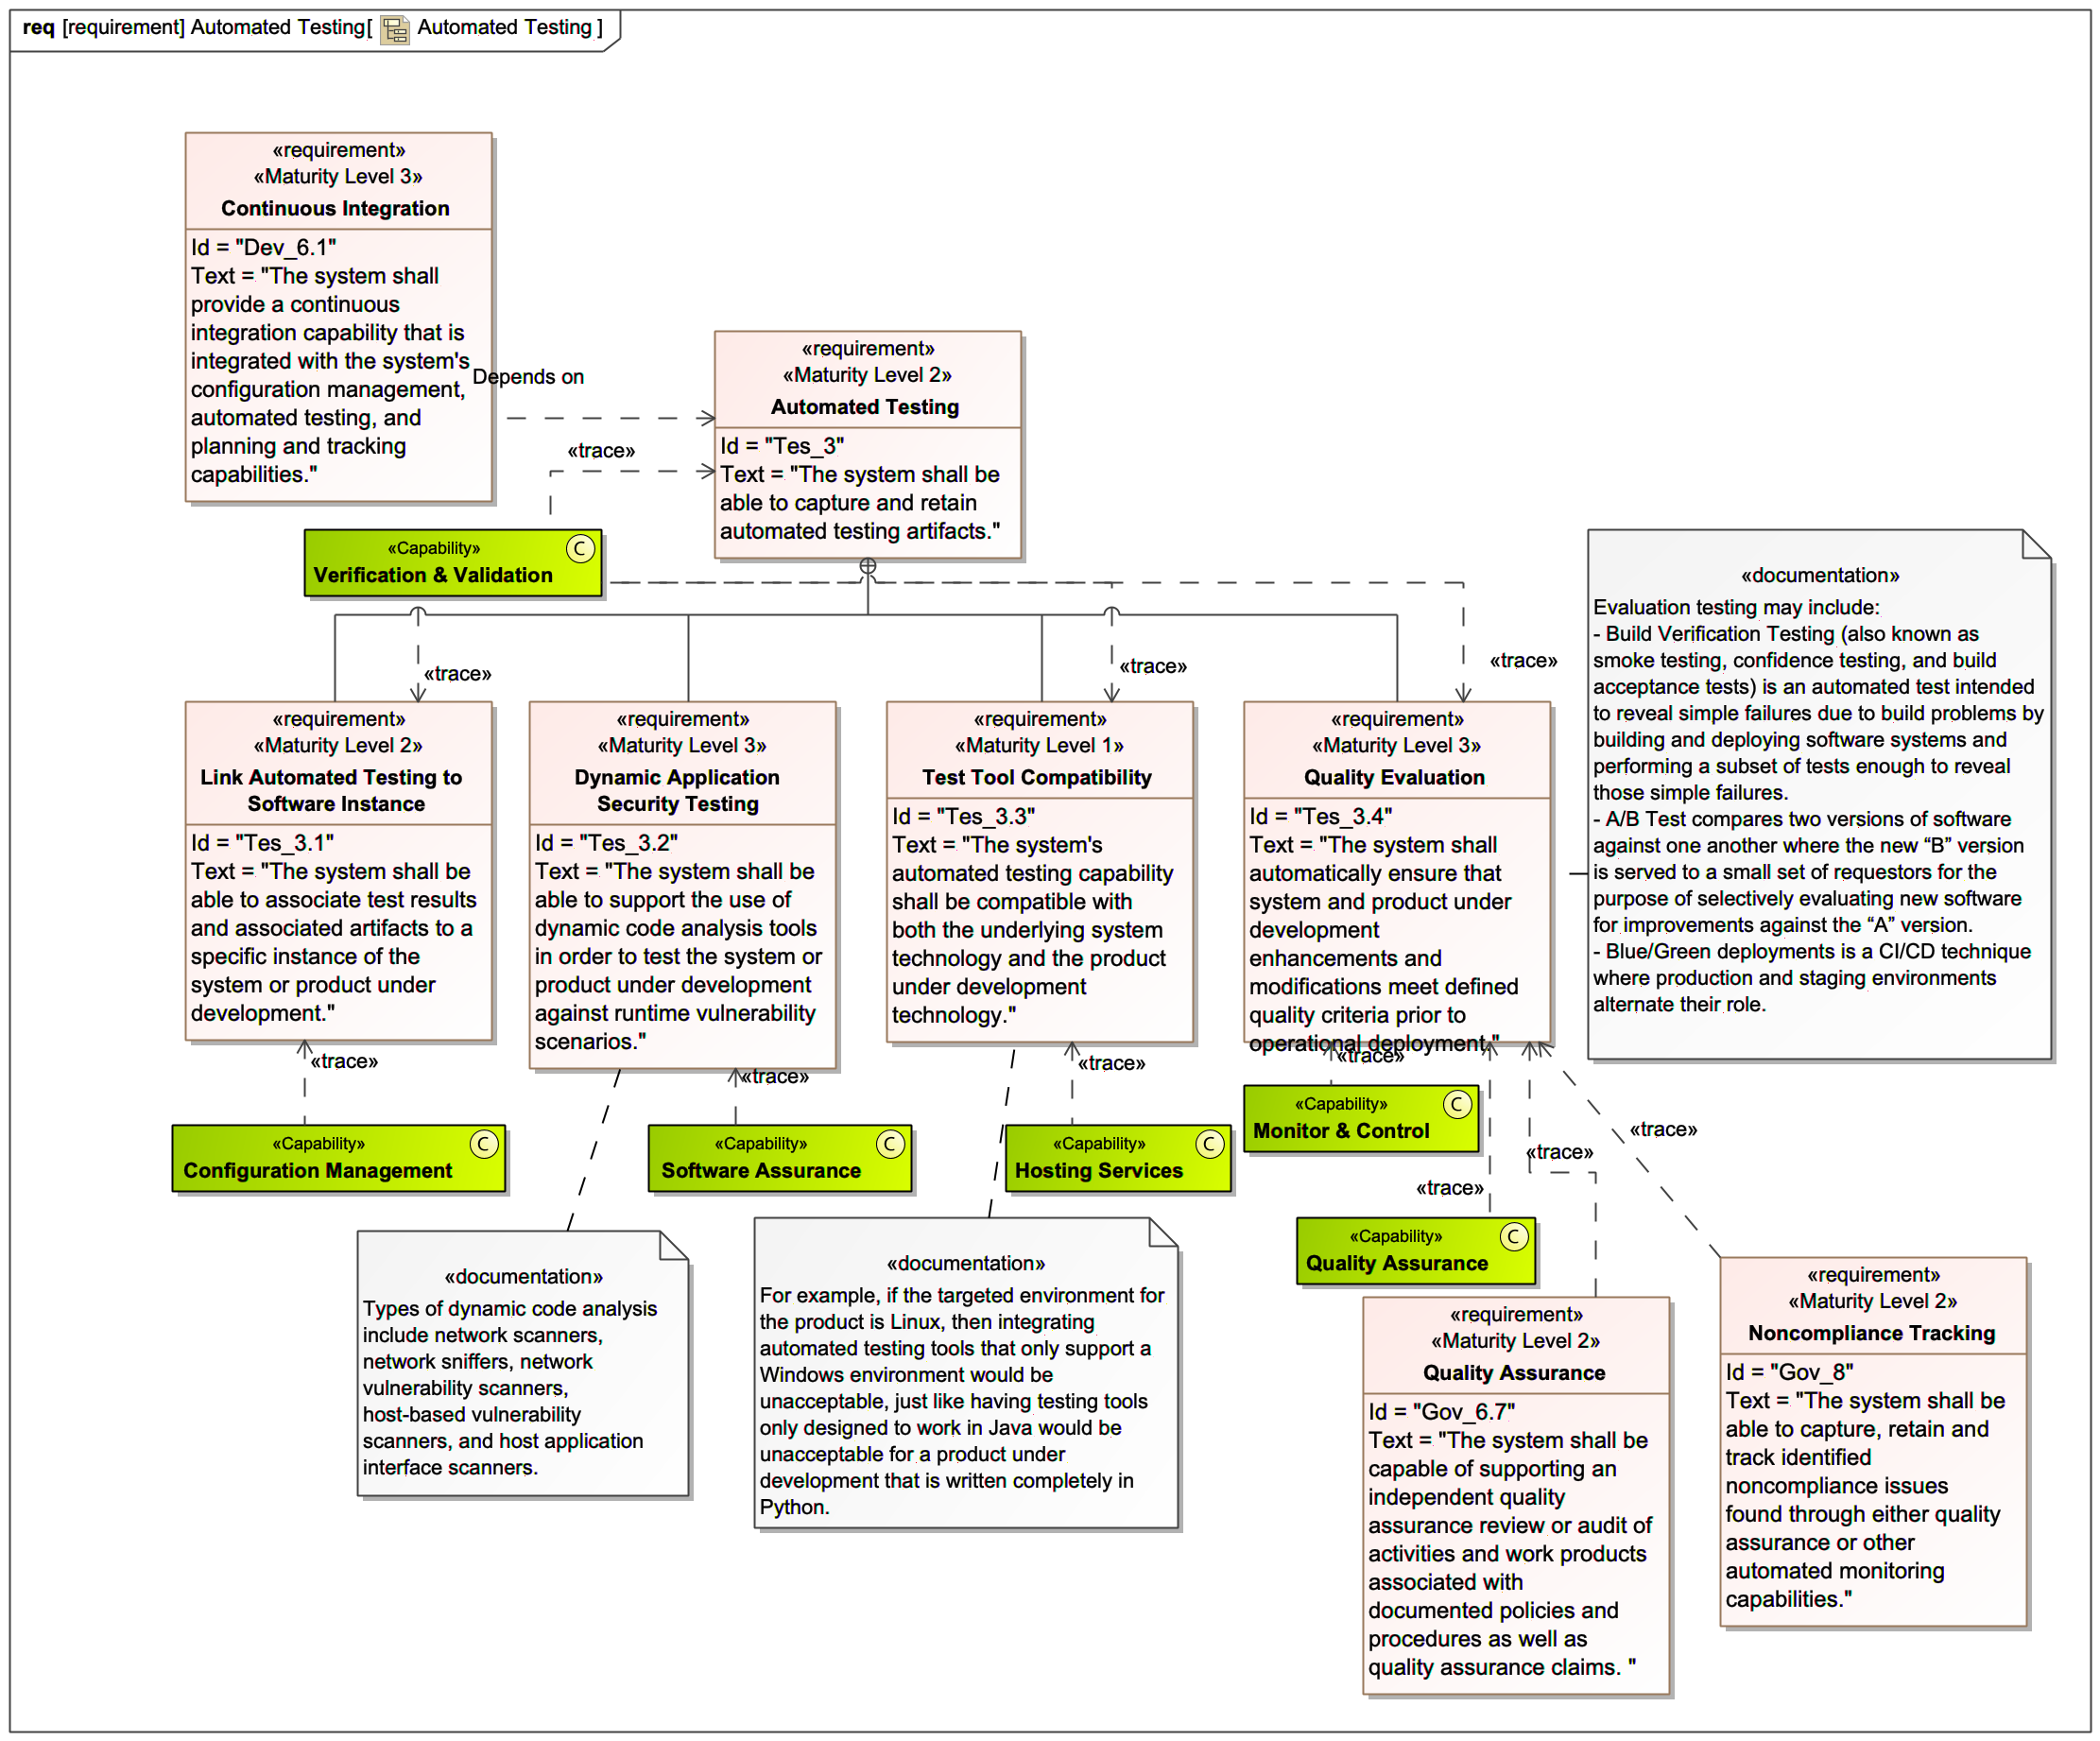 req [requirement] Automated Testing[ Automated Testing ]
«requirement»
«Maturity Level 3»
Continuous Integration
Id = "Dev_6.1"
Text = "The system shall
provide a continuous
integration capability that is
integrated with the system's
configuration management,
automated testing, and
planning and tracking
capabilities."
Depends on
«trace»
«requirement»
«Maturity Level 2»
Automated Testing
Id = "Tes_3"
Text = "The system shall be
able to capture and retain
automated testing artifacts."
«Capability»
C
Verification & Validation
«trace»
«trace»
«trace»
«documentation»
Evaluation testing may include:
- Build Verification Testing (also known as
smoke testing, confidence testing, and build
acceptance tests) is an automated test intended
to reveal simple failures due to build problems by
building and deploying software systems and
performing a subset of tests enough to reveal
those simple failures.
- A/B Test compares two versions of software
against one another where the new “B” version
is served to a small set of requestors for the
purpose of selectively evaluating new software
for improvements against the “A” version.
- Blue/Green deployments is a CI/CD technique
where production and staging environments
alternate their role.
«requirement»
«Maturity Level 2»
Link Automated Testing to
Software Instance
Id = "Tes_3.1"
Text = "The system shall be
able to associate test results
and associated artifacts to a
specific instance of the
system or product under
development."
«requirement»
«Maturity Level 3»
Dynamic Application
Security Testing
Id = "Tes_3.2"
Text = "The system shall be
able to support the use of
dynamic code analysis tools
in order to test the system or
product under development
against runtime vulnerability
scenarios."
«requirement»
«Maturity Level 1»
Test Tool Compatibility
Id = "Tes_3.3"
Text = "The system's
automated testing capability
shall be compatible with
both the underlying system
technology and the product
under development
technology."
«requirement»
«Maturity Level 3»
Quality Evaluation
Id = "Tes_3.4"
Text = "The system shall
automatically ensure that
system and product under
development
enhancements and
modifications meet defined
quality criteria prior to
operational deployment."
«trace»
«trace»
«trace»
«trace»
«Capability»
C
Configuration Management
«Capability»
C
Software Assurance
«Capability»
C
Hosting Services
«Capability»
C
Monitor & Control
«trace»
«trace»
«trace»
«Capability»
C
Quality Assurance
«documentation»
Types of dynamic code analysis
include network scanners,
network sniffers, network
vulnerability scanners,
host-based vulnerability
scanners, and host application
interface scanners.
«documentation»
For example, if the targeted environment for
the product is Linux, then integrating
automated testing tools that only support a
Windows environment would be
unacceptable, just like having testing tools
only designed to work in Java would be
unacceptable for a product under
development that is written completely in
Python.
«requirement»
«Maturity Level 2»
Quality Assurance
Id = "Gov_6.7"
Text = "The system shall be
capable of supporting an
independent quality
assurance review or audit of
activities and work products
associated with
documented policies and
procedures as well as
quality assurance claims. "
«requirement»
«Maturity Level 2»
Noncompliance Tracking
Id = "Gov_8"
Text = "The system shall be
able to capture, retain and
track identified
noncompliance issues
found through either quality
assurance or other
automated monitoring
capabilities."